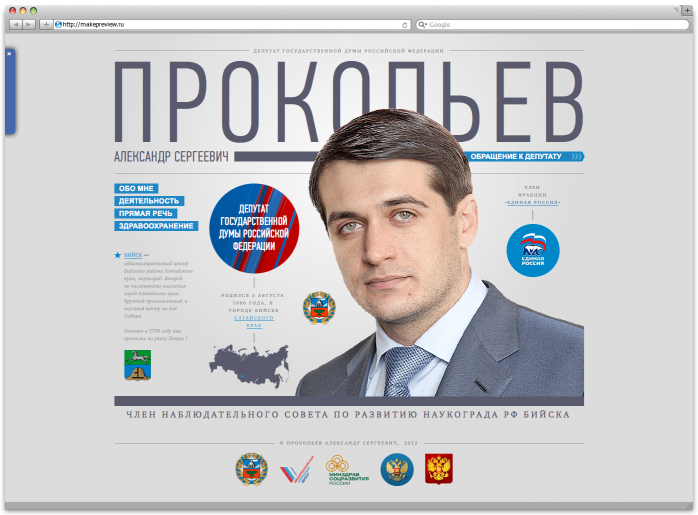 http://makepreview.ru
Google
ДЕПУТАТ ГОСУДАРСТВЕННОЙ ДУМЫ РОССИЙСКОЙ ФЕДЕРАЦИИ
ПРОКОПЬЕВ
АЛЕКСАНДР СЕРГЕЕВИЧ
ОБРАЩЕНИЕ К ДЕПУТАТУ
ОБО МНЕ
ДЕЯТЕЛЬНОСТЬ
ПРЯМАЯ РЕЧЬ
ЗДРАВООХРАНЕНИЕ
ДЕПУТАТ
ГОСУДАРСТВЕННОЙ
ДУМЫ РОССИЙСКОЙ
ФЕДЕРАЦИИ
ЧЛЕН
ФРАКЦИИ
«ЕДИНАЯ РОССИЯ»
ЕДИНАЯ
РОССИЯ
БИЙСК —
административный центр
Бийского района Алтайского
края, наукоград. Второй
по численности населения
город Алтайского края.
Крупный промышленный и
научный центр на юге
Сибири.
Основан в 1709 году как
крепость по указу Петра I
РОДИЛСЯ 8 АВГУСТА
1986 ГОДА, В
ГОРОДЕ БИЙСКЕ
АЛТАЙСКОГО
КРАЯ
ЧЛЕН НАБЛЮДАТЕЛЬНОГО СОВЕТА ПО РАЗВИТИЮ НАУКОГРАДА РФ БИЙСКА
© ПРОКОПЬЕВ АЛЕКСАНДР СЕРГЕЕВИЧ, 2012
МИНЗДРАВ
СОЦРАЗВИТИЯ
РОССИИ